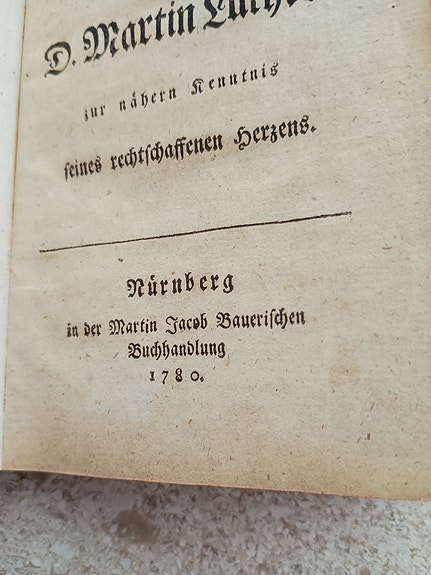 D. Martin
zur nähern Kenntnis
ſeines rechtſchaffenen Herzens.
Nürnberg
in der Martin Jacob Baueriſchen
Buchhandlung
1780.